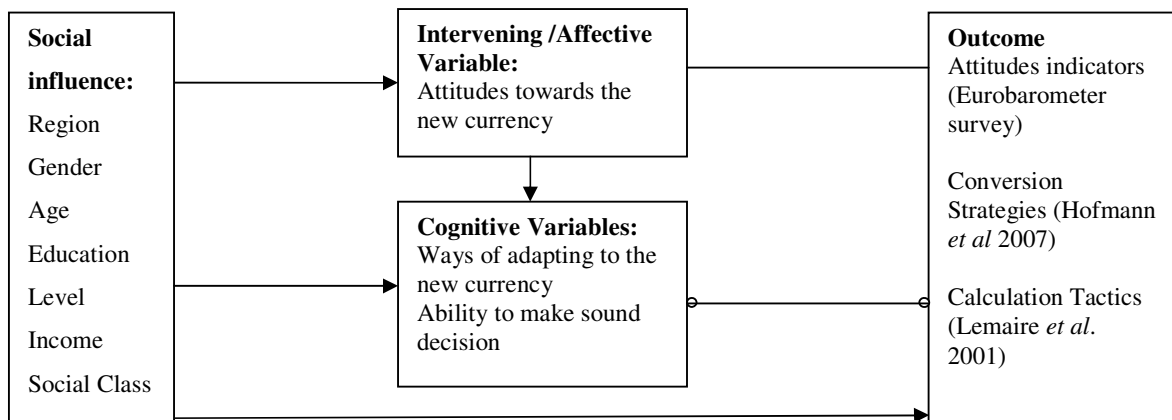 Social
influence:
Region
Gender
Age
Education
Level
Income
Social Class
Intervening /Affective
Variable:
Attitudes towards the
new currency
Cognitive Variables:
Ways of adapting to the
new currency
Ability to make sound
decision
Outcome
Attitudes indicators
(Eurobarometer
survey)
Conversion
Strategies (Hofmann
et al 2007)
Calculation Tactics
(Lemaire et al.
2001)